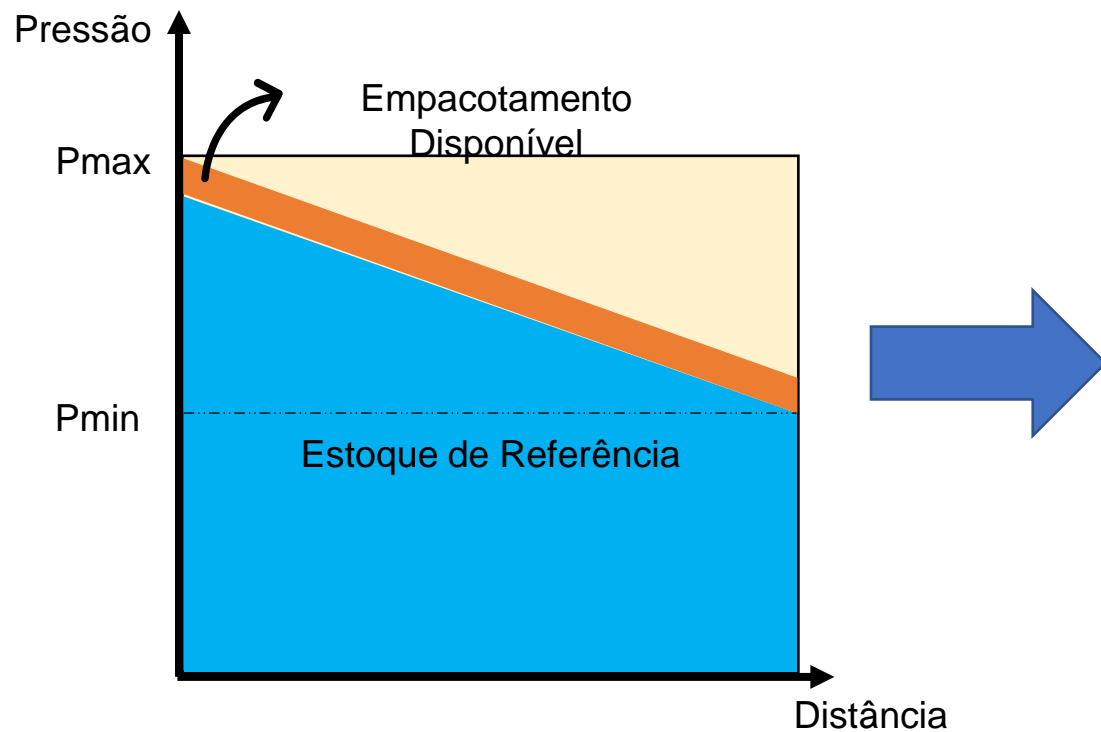 Pressão
Empacotamento
Disponível
Pmax
Pmin
Estoque de Referência
Distância